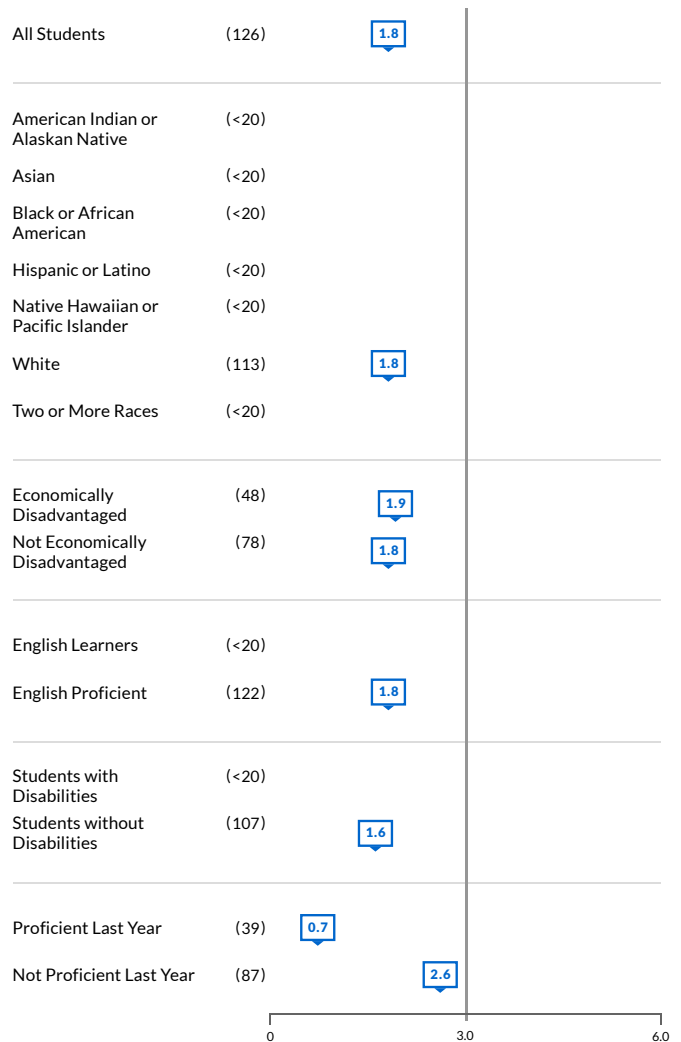 All Students (126) 1.8
American Indian or (<20)
Alaskan Native
Asian (<20)
Black or African (<20)
American
Hispanic or Latino (<20)
Native Hawaiian or (<20)
Pacific Islander
White (113) 1.8
Two or More Races (<20)
Economically (48) 1.9
Disadvantaged
Not Economically (78) 1.8
Disadvantaged
English Learners (<20)
English Proficient (122) 1.8
Students with (<20)
Disabilities
Students without (107) 1.6
Disabilities
Proficient Last Year (39) 0.7
Not Proficient Last Year (87) 2.6
0 3.0 6.0